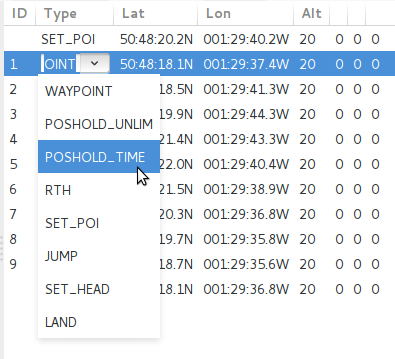 ID Type Lat Lon Alt
SET_POI 50:48:20.2N 001:29:40.2W 20 0 0 0
1 OINT 50:48:18.1N 001:29:37.4W 20 0 0 0
2 18.5N 001:29:41.3W 20 0 0 0
3 19.9N 001:29:44.3W 20 0 0 0
4 21.4N 001:29:43.3W 20 0 0 0
5 22.0N 001:29:40.4W 20 0 0 0
6 21.5N 001:29:38.9W 20 0 0 0
7 20.3N 001:29:36.8W 20 0 0 0
8 19.7N 001:29:35.8W 20 0 0 0
9 18.7N 001:29:35.6W 20 0 0 0
18.1N 001:29:36.8W 20 0 0 0
WAYPOINT
POSHOLD_UNLIM
POSHOLD_TIME
RTH
SET_POI
JUMP
SET_HEAD
LAND